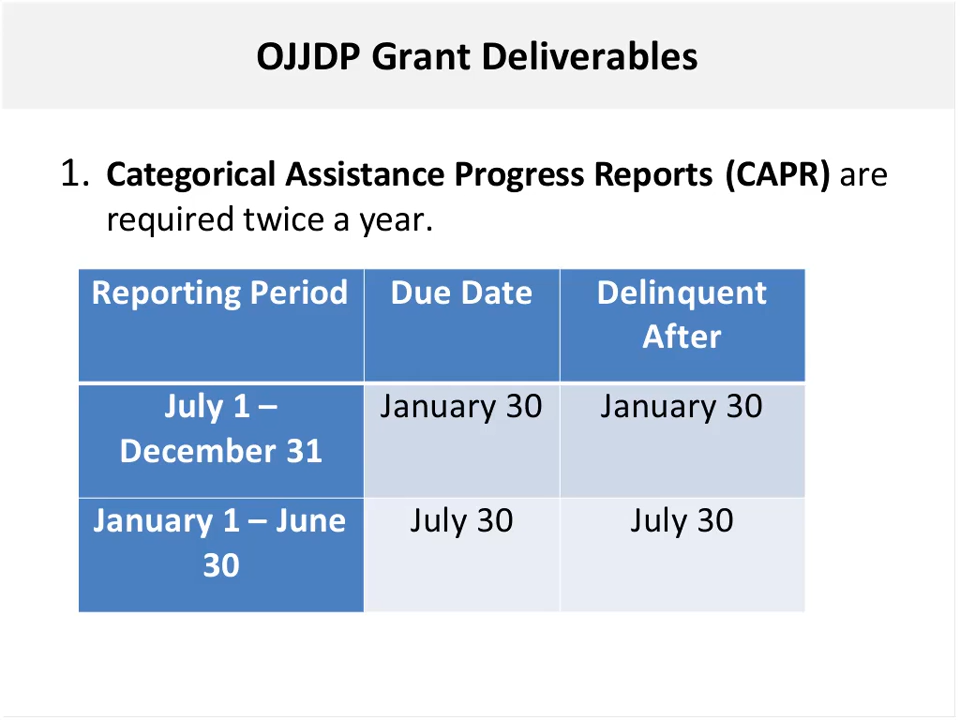 OJJDP Grant Deliverables
1. Categorical Assistance Progress Reports (CAPR) are
required twice a year.
Reporting Period Due Date Delinquent
After
July 1 – January 30 January 30
December 31
January 1 – June July 30 July 30
30